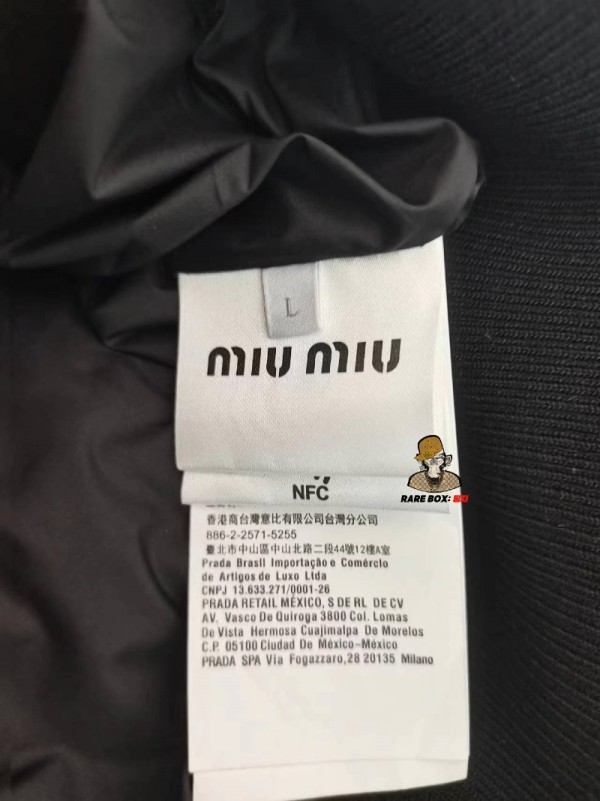 L
miu miu
NFC
香港商台灣意比有限公司台灣分公司
886-2-2571-5255
臺北市中山區中山北路二段44號12樓A室
Prada Brasil Importação e Comércio
de Artigos de Luxo Ltda
CNPJ 13.633.271/0001-26
PRADA RETAIL MÉXICO, S DE RL DE CV
AV. Vasco De Quiroga 3800 Col. Lomas
De Vista Hermosa Cuajimalpa De Morelos
C.P. 05100 Ciudad De México-México
PRADA SPA Via Fogazzaro,28 20135 Milano
RARE BOX: